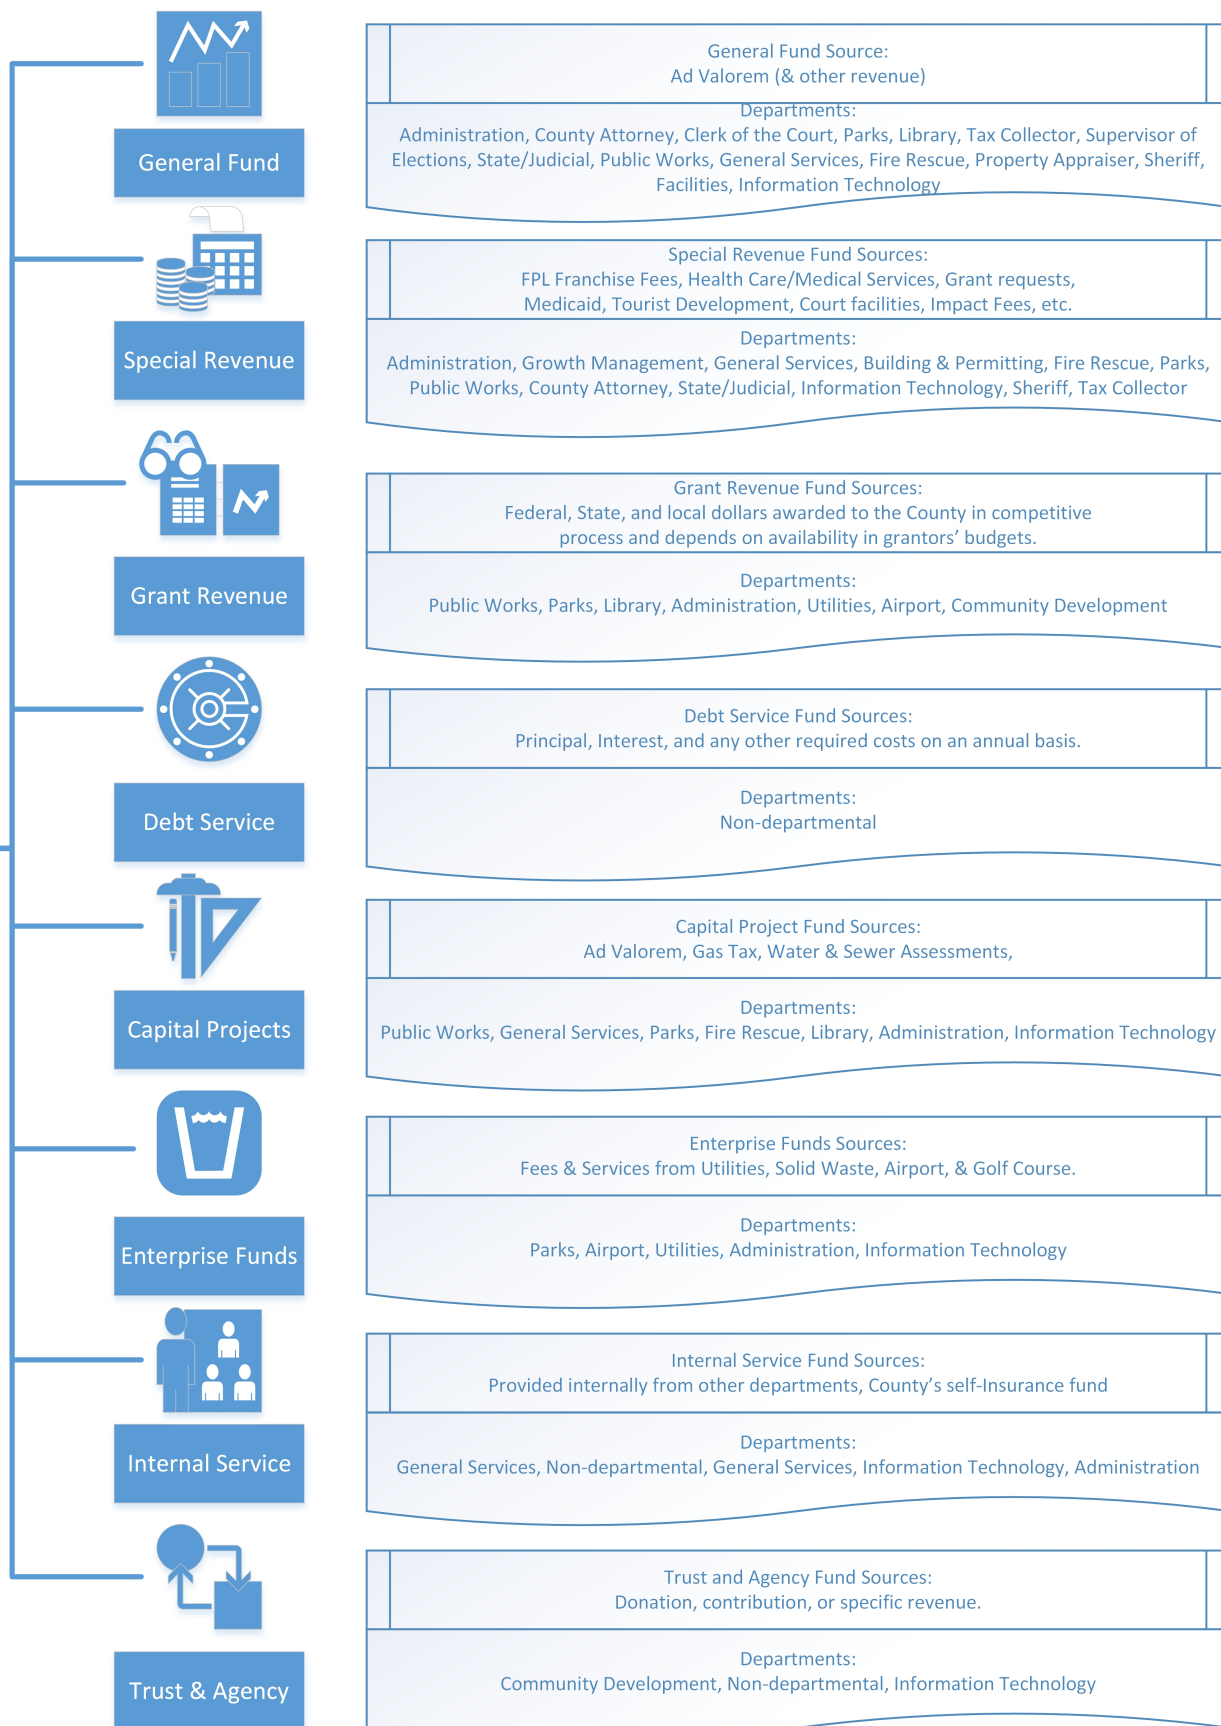 General Fund
General Fund Source:
Ad Valorem (& other revenue)
Departments:
Administration, County Attorney, Clerk of the Court, Parks, Library, Tax Collector, Supervisor of
Elections, State/Judicial, Public Works, General Services, Fire Rescue, Property Appraiser, Sheriff,
Facilities, Information Technology
Special Revenue
Special Revenue Fund Sources:
FPL Franchise Fees, Health Care/Medical Services, Grant requests,
Medicaid, Tourist Development, Court facilities, Impact Fees, etc.
Departments:
Administration, Growth Management, General Services, Building & Permitting, Fire Rescue, Parks,
Public Works, County Attorney, State/Judicial, Information Technology, Sheriff, Tax Collector
Grant Revenue
Grant Revenue Fund Sources:
Federal, State, and local dollars awarded to the County in competitive
process and depends on availability in grantors’ budgets.
Departments:
Public Works, Parks, Library, Administration, Utilities, Airport, Community Development
Debt Service
Debt Service Fund Sources:
Principal, Interest, and any other required costs on an annual basis.
Departments:
Non-departmental
Capital Projects
Capital Project Fund Sources:
Ad Valorem, Gas Tax, Water & Sewer Assessments,
Departments:
Public Works, General Services, Parks, Fire Rescue, Library, Administration, Information Technology
Enterprise Funds
Enterprise Funds Sources:
Fees & Services from Utilities, Solid Waste, Airport, & Golf Course.
Departments:
Parks, Airport, Utilities, Administration, Information Technology
Internal Service
Internal Service Fund Sources:
Provided internally from other departments, County’s self-Insurance fund
Departments:
General Services, Non-departmental, General Services, Information Technology, Administration
Trust & Agency
Trust and Agency Fund Sources:
Donation, contribution, or specific revenue.
Departments:
Community Development, Non-departmental, Information Technology